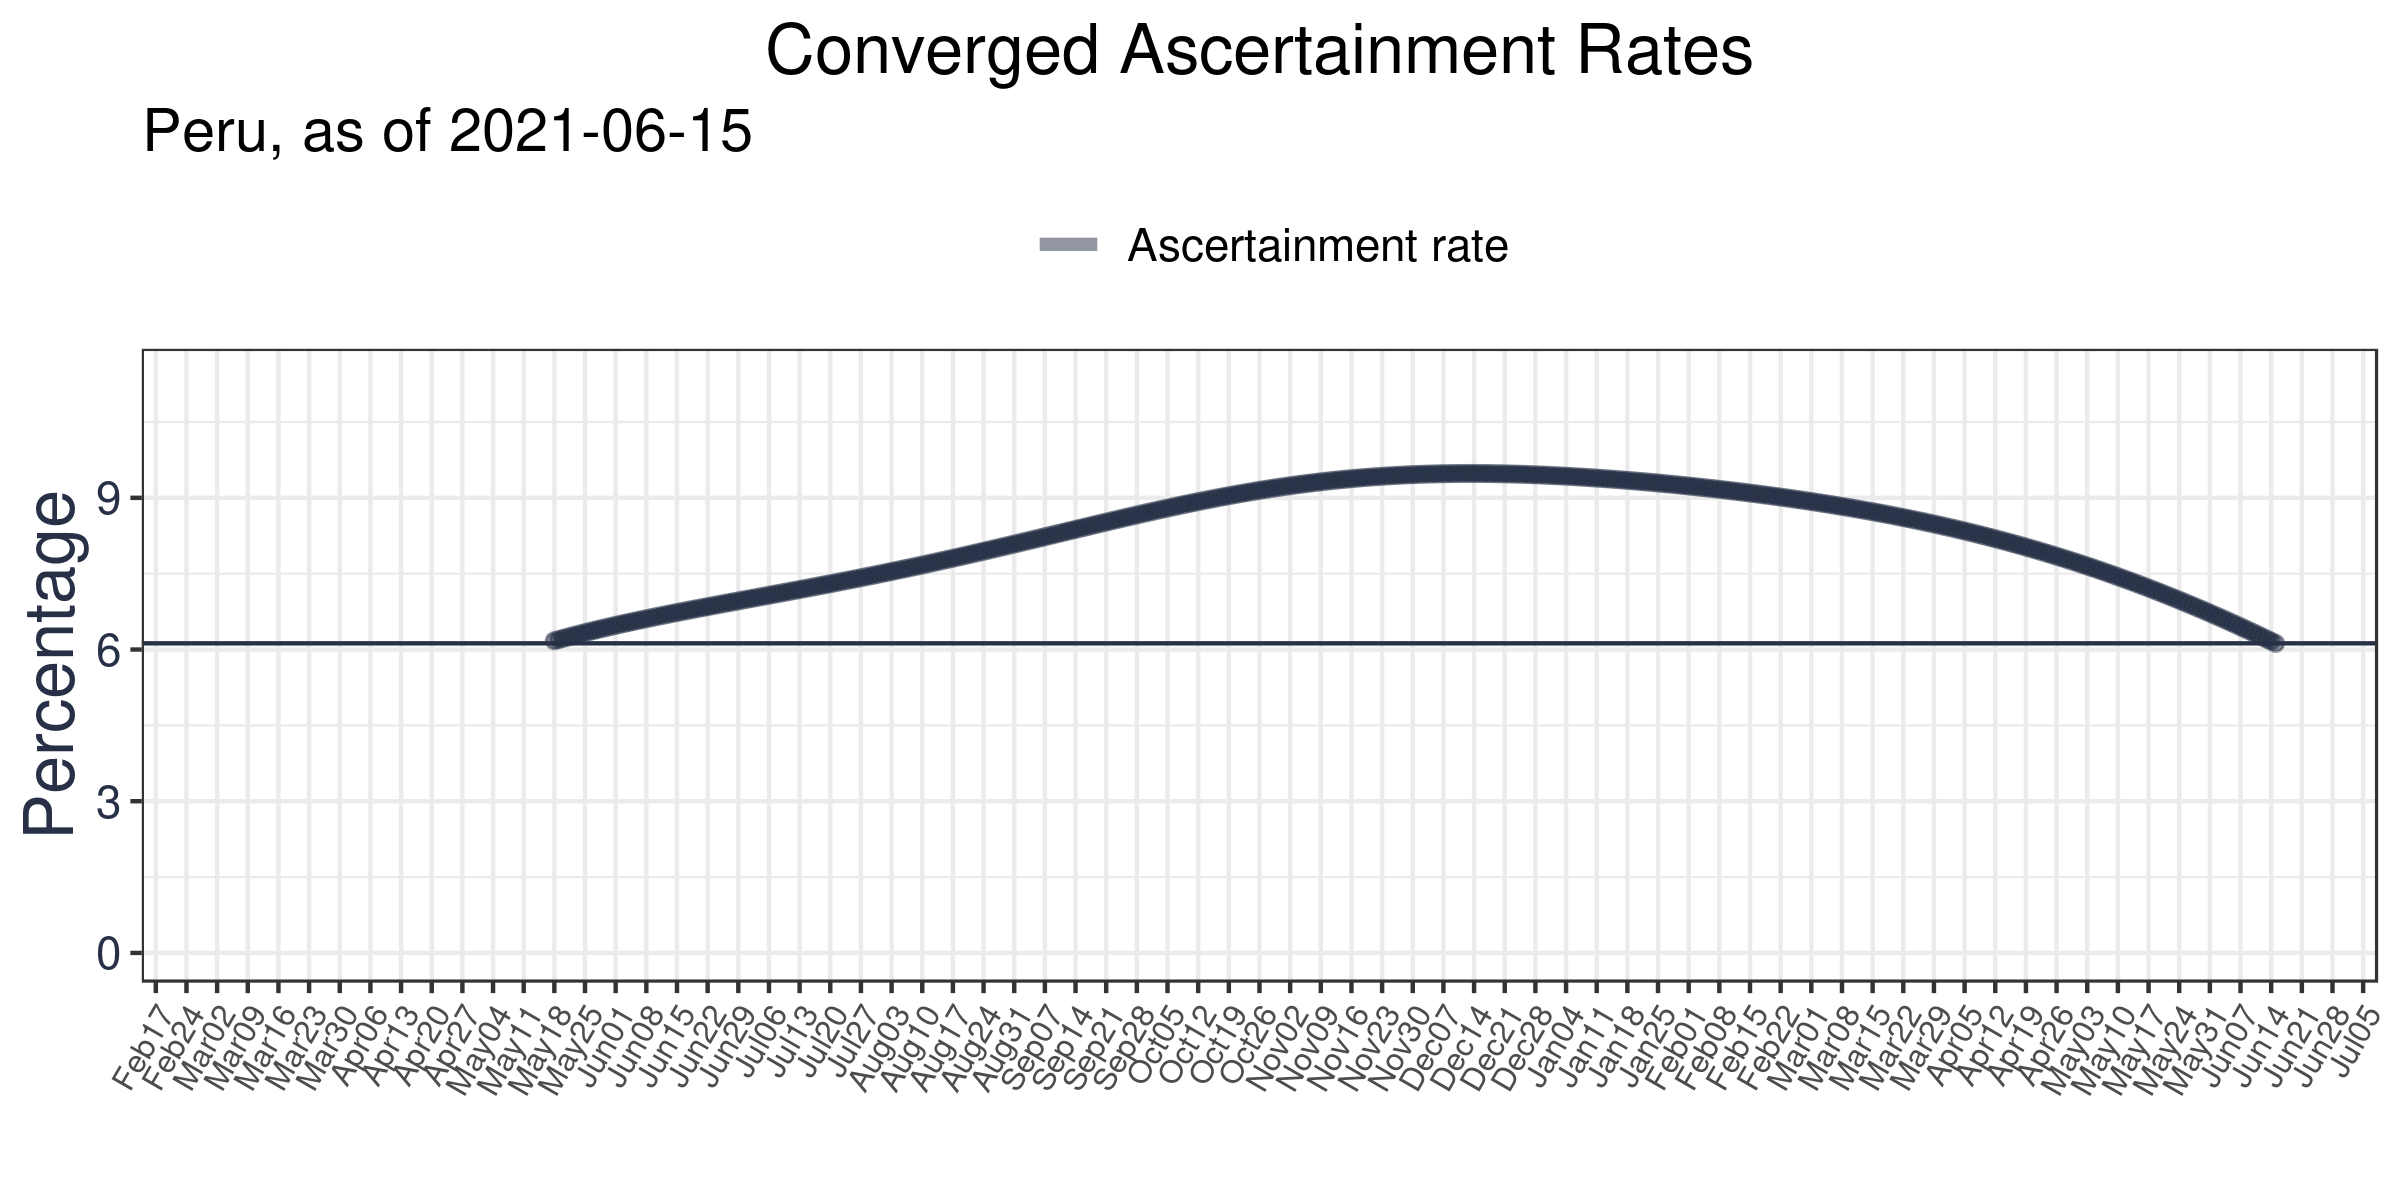 Converged Ascertainment Rates
Peru, as of 2021-06-15
Ascertainment rate
Percentage
9
6
3
0
Feb17 Feb24 Mar02 Mar09 Mar16 Mar23 Mar30 Apr06 Apr13 Apr20 Apr27 May04 May11 May18 May25 Jun01 Jun08 Jun15 Jun22 Jun29 Jul06 Jul13 Jul20 Jul27 Aug03 Aug10 Aug17 Aug24 Aug31 Sep07 Sep14 Sep21 Sep28 Oct05 Oct12 Oct19 Oct26 Nov02 Nov09 Nov16 Nov23 Nov30 Dec07 Dec14 Dec21 Dec28 Jan04 Jan11 Jan18 Jan25 Feb01 Feb08 Feb15 Feb22 Mar01 Mar08 Mar15 Mar22 Mar29 Apr05 Apr12 Apr19 Apr26 May03 May10 May17 May24 May31 Jun07 Jun14 Jun21 Jun28 Jul05